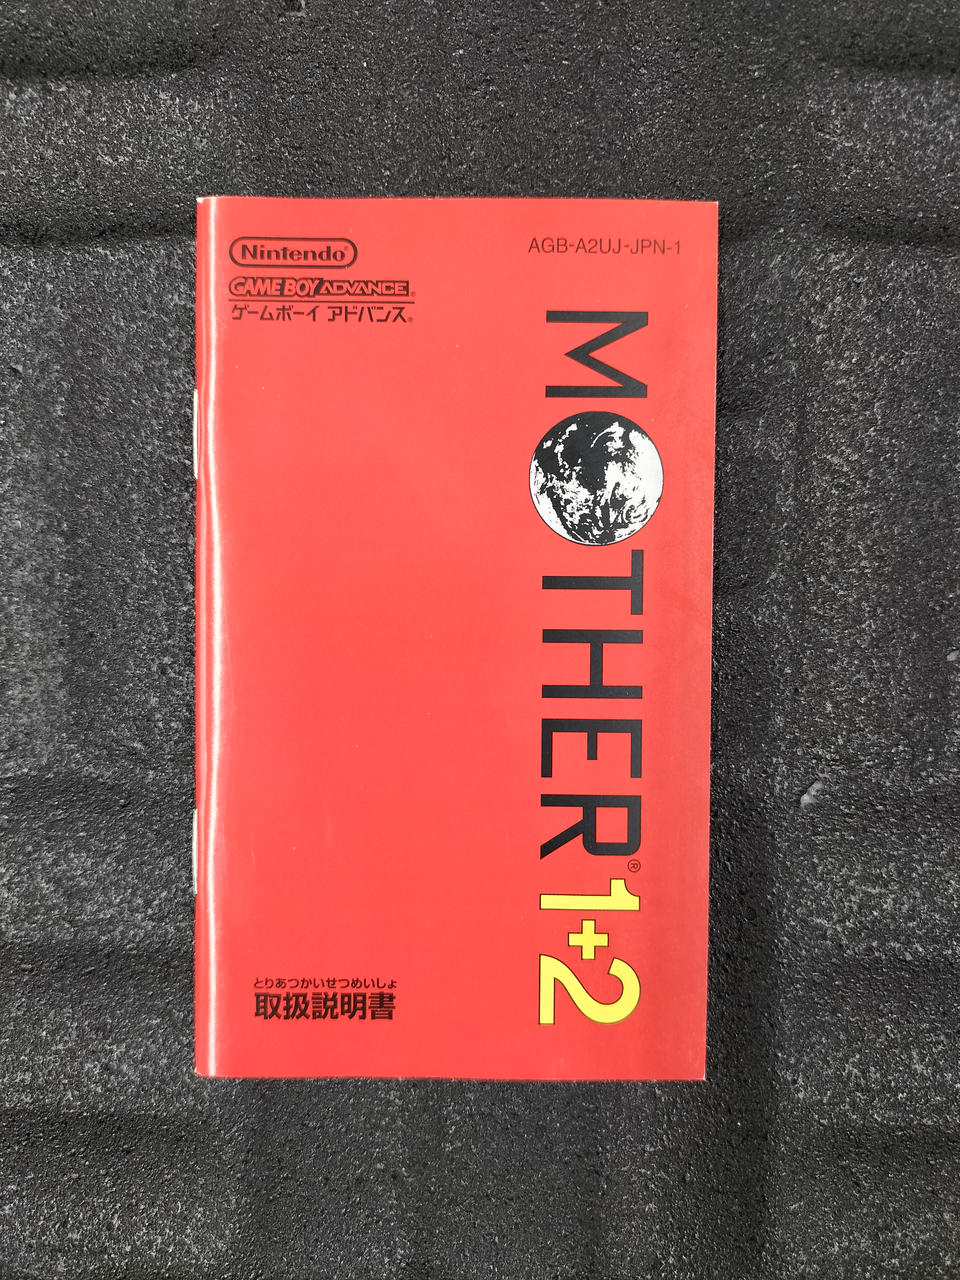 Nintendo®
GAME BOY ADVANCE®
ゲームボーイ アドバンス®
AGB-A2UJ-JPN-1
MOTHER®1+2
とりあつかいせつめいしょ
取扱説明書